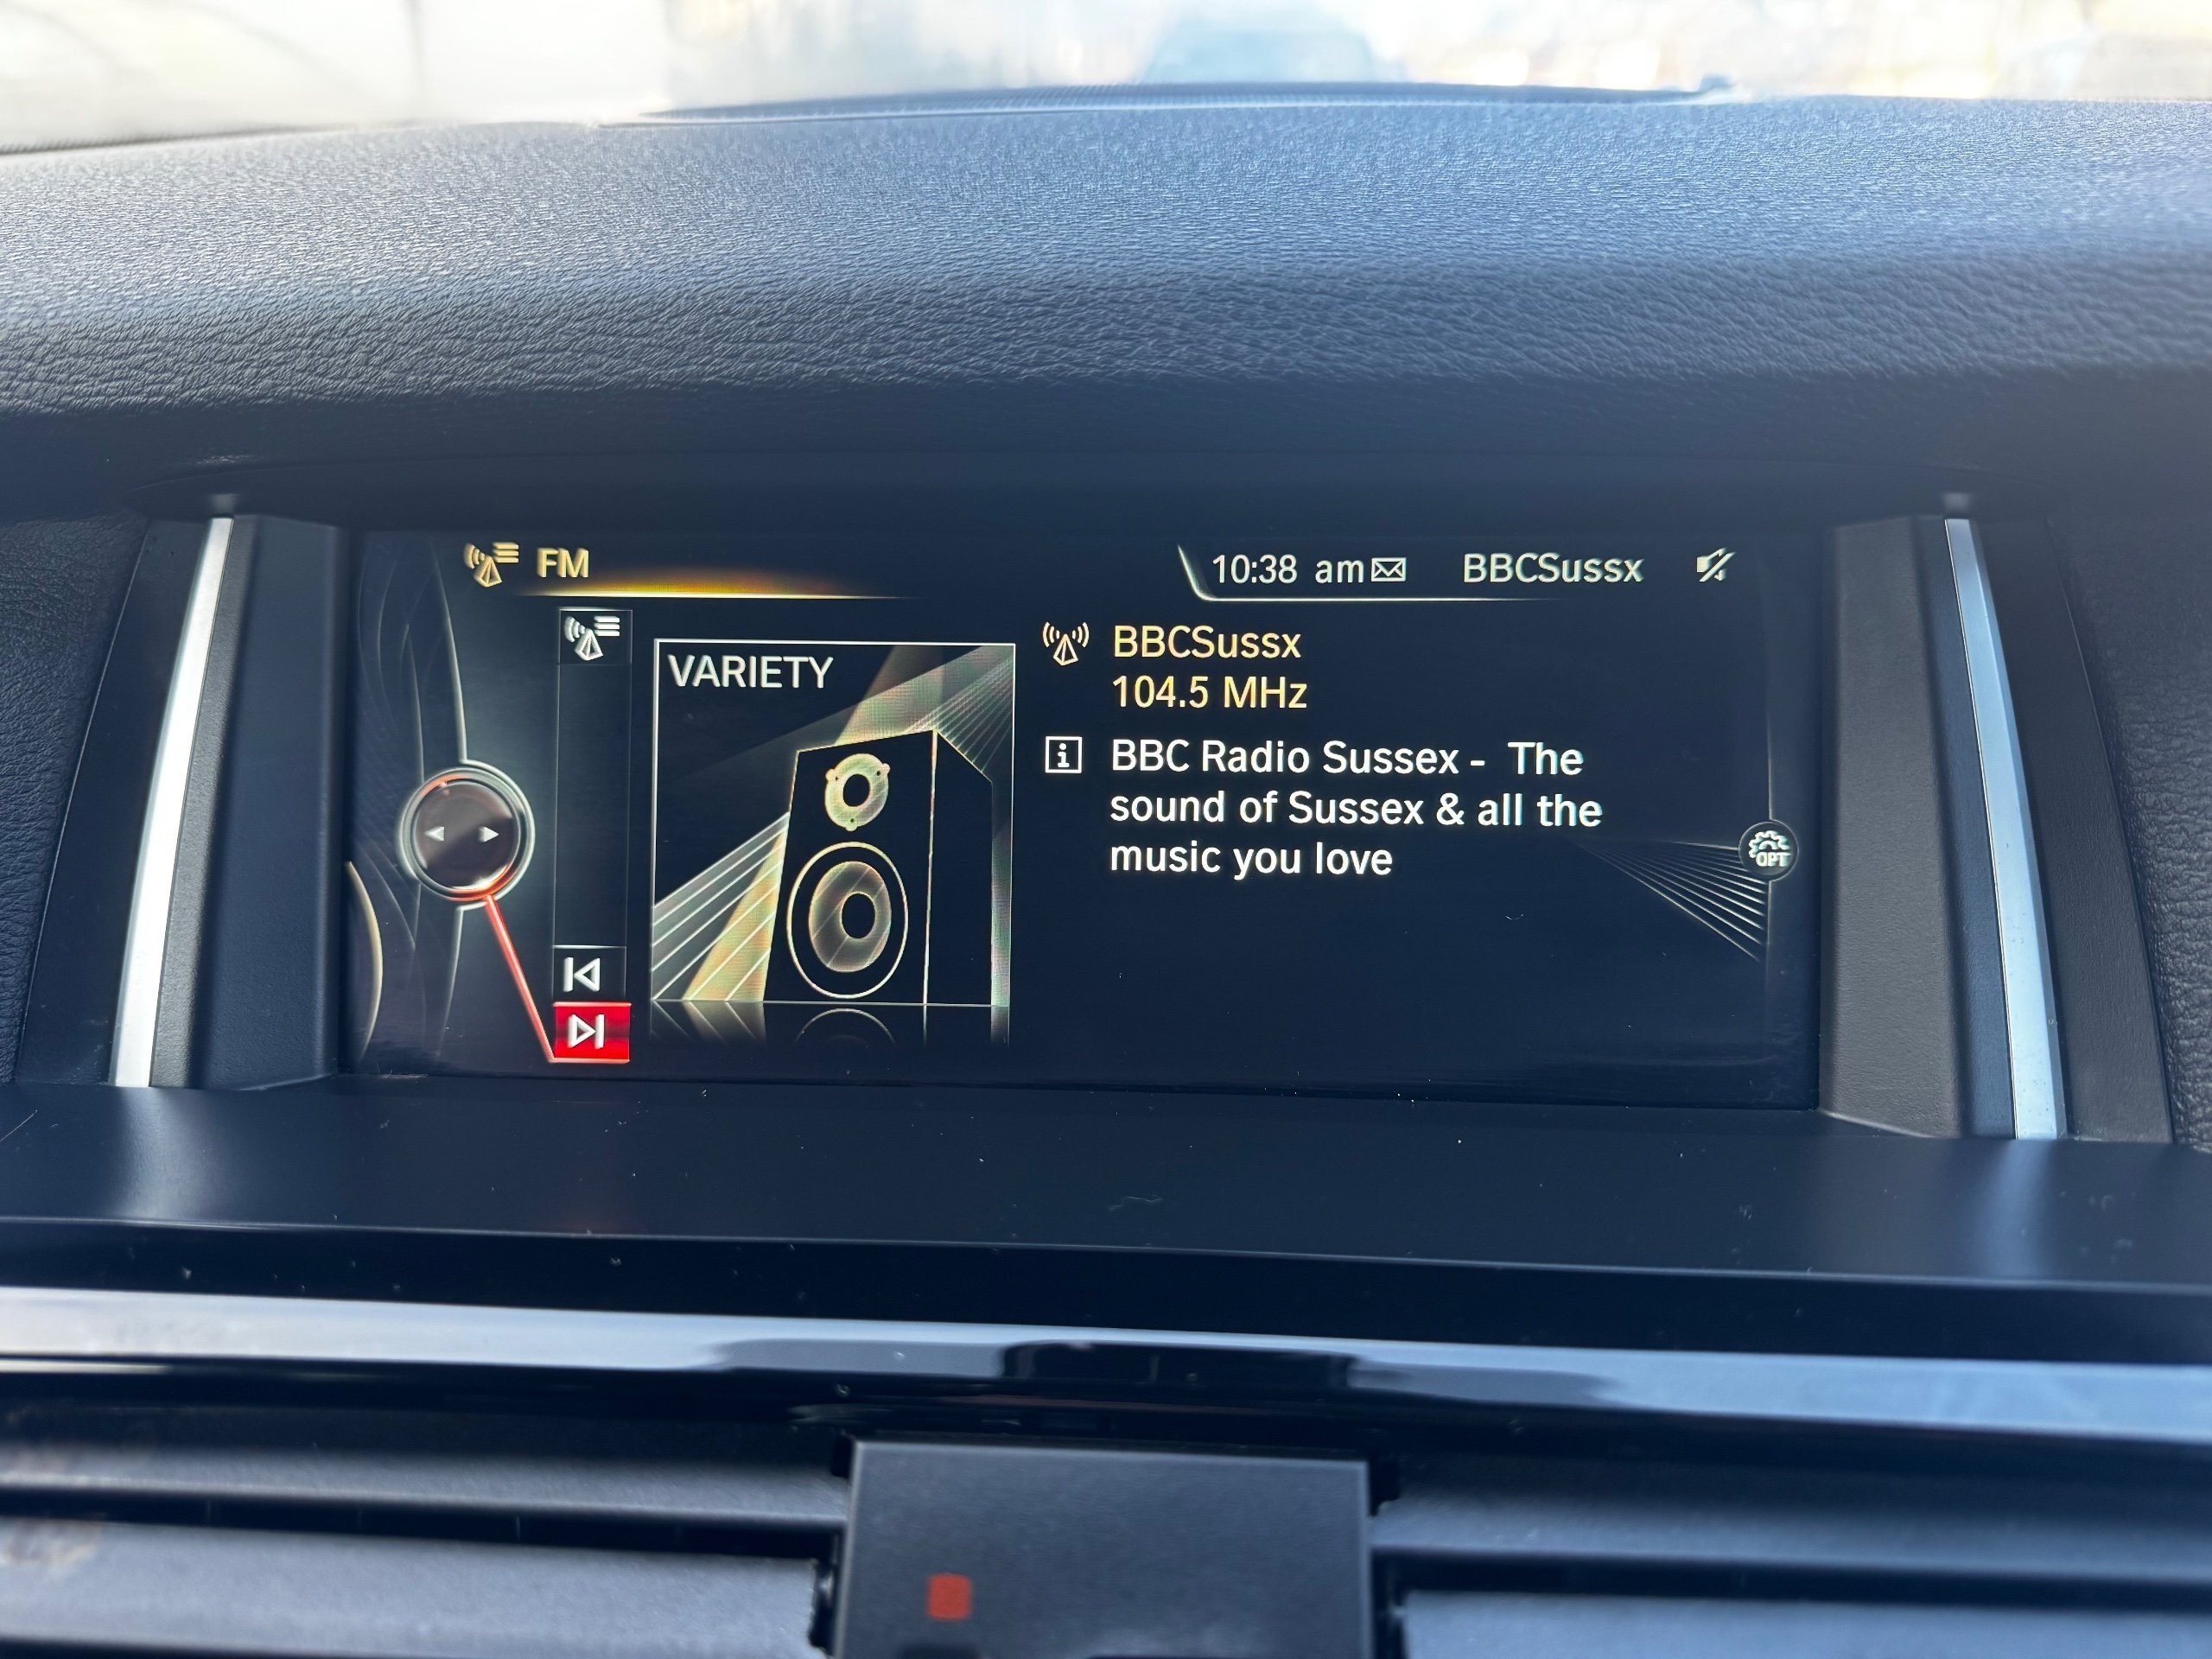 FM
10:38 am
BBCSussx
VARIETY
BBCSussx
104.5 MHz
BBC Radio Sussex - The
sound of Sussex & all the
music you love
OPT